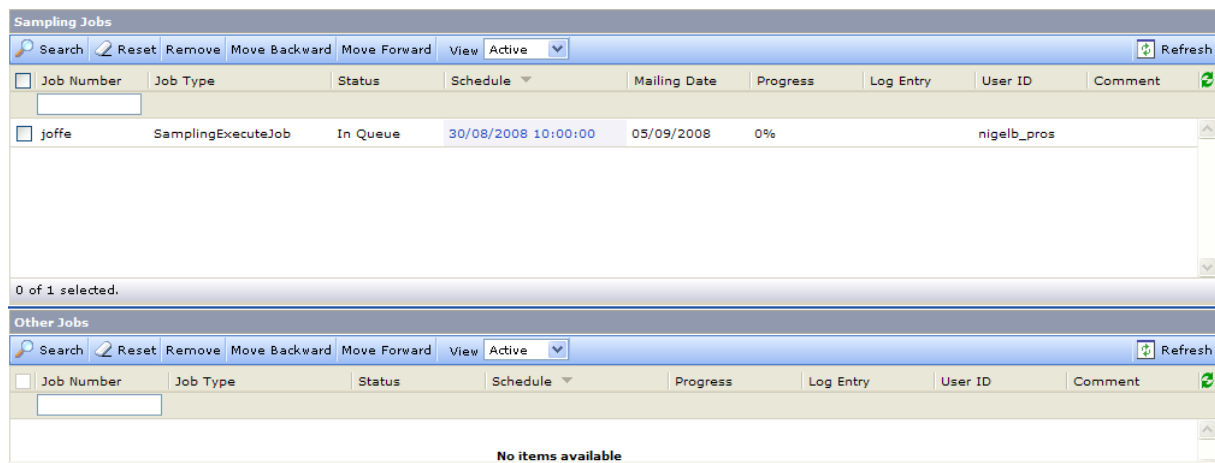 Sampling Jobs
Search Reset Remove Move Backward Move Forward View Active Refresh
Job Number Job Type Status Schedule Mailing Date Progress Log Entry User ID Comment
joffe SamplingExecuteJob In Queue 30/08/2008 10:00:00 05/09/2008 0% nigelb_pros
0 of 1 selected.
Other Jobs
Search Reset Remove Move Backward Move Forward View Active Refresh
Job Number Job Type Status Schedule Progress Log Entry User ID Comment
No items available